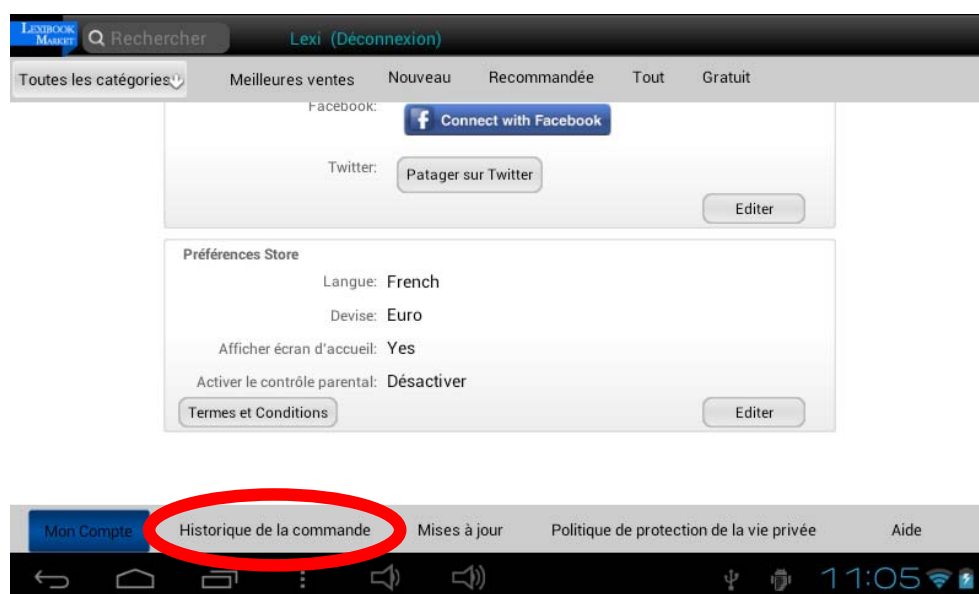 LEXIBOOK
MARKET
Rechercher
Lexi (Déconnexion)
Toutes les catégories
Meilleures ventes
Nouveau
Recommandée
Tout
Gratuit
Facebook:
f Connect with Facebook
Twitter:
Patager sur Twitter
Editer
Préférences Store
Langue: French
Devise: Euro
Afficher écran d'accueil: Yes
Activer le contrôle parental: Désactiver
Termes et Conditions
Editer
Mon Compte
Historique de la commande
Mises à jour
Politique de protection de la vie privée
Aide
11:05